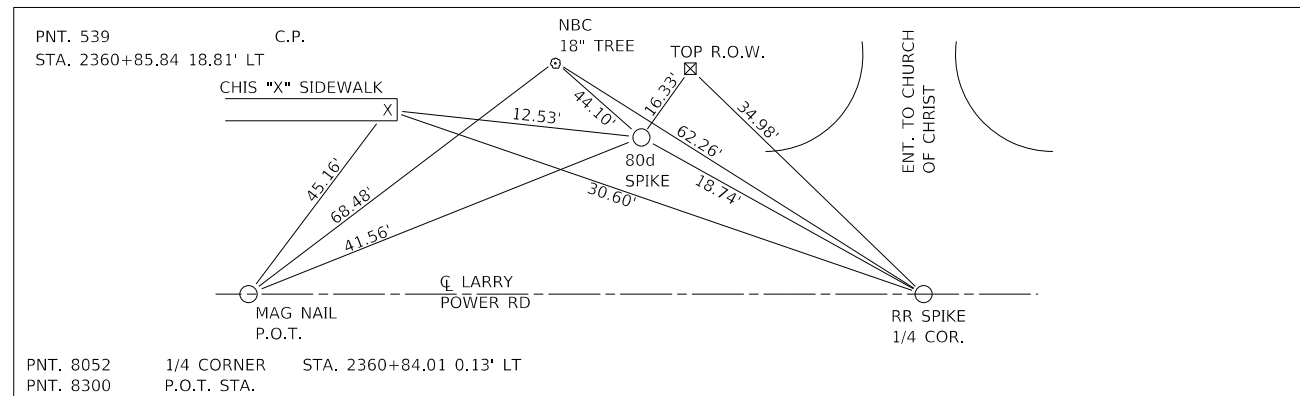 PNT. 539 C.P.
STA. 2360+85.84 18.81' LT
NBC
18" TREE
TOP R.O.W.
CHIS "X" SIDEWALK
X
ENT. TO CHURCH
OF CHRIST
12.53'
44.10'
16.33'
34.98'
62.26'
80d
SPIKE
18.74'
30.60'
45.16'
68.48'
41.56'
℄ LARRY
POWER RD
MAG NAIL
P.O.T.
RR SPIKE
1/4 COR.
PNT. 8052 1/4 CORNER STA. 2360+84.01 0.13' LT
PNT. 8300 P.O.T. STA.